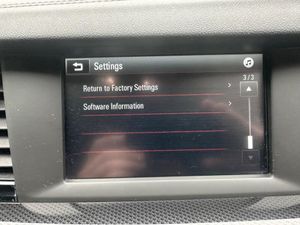 Settings
3/3
Return to Factory Settings
Software Information